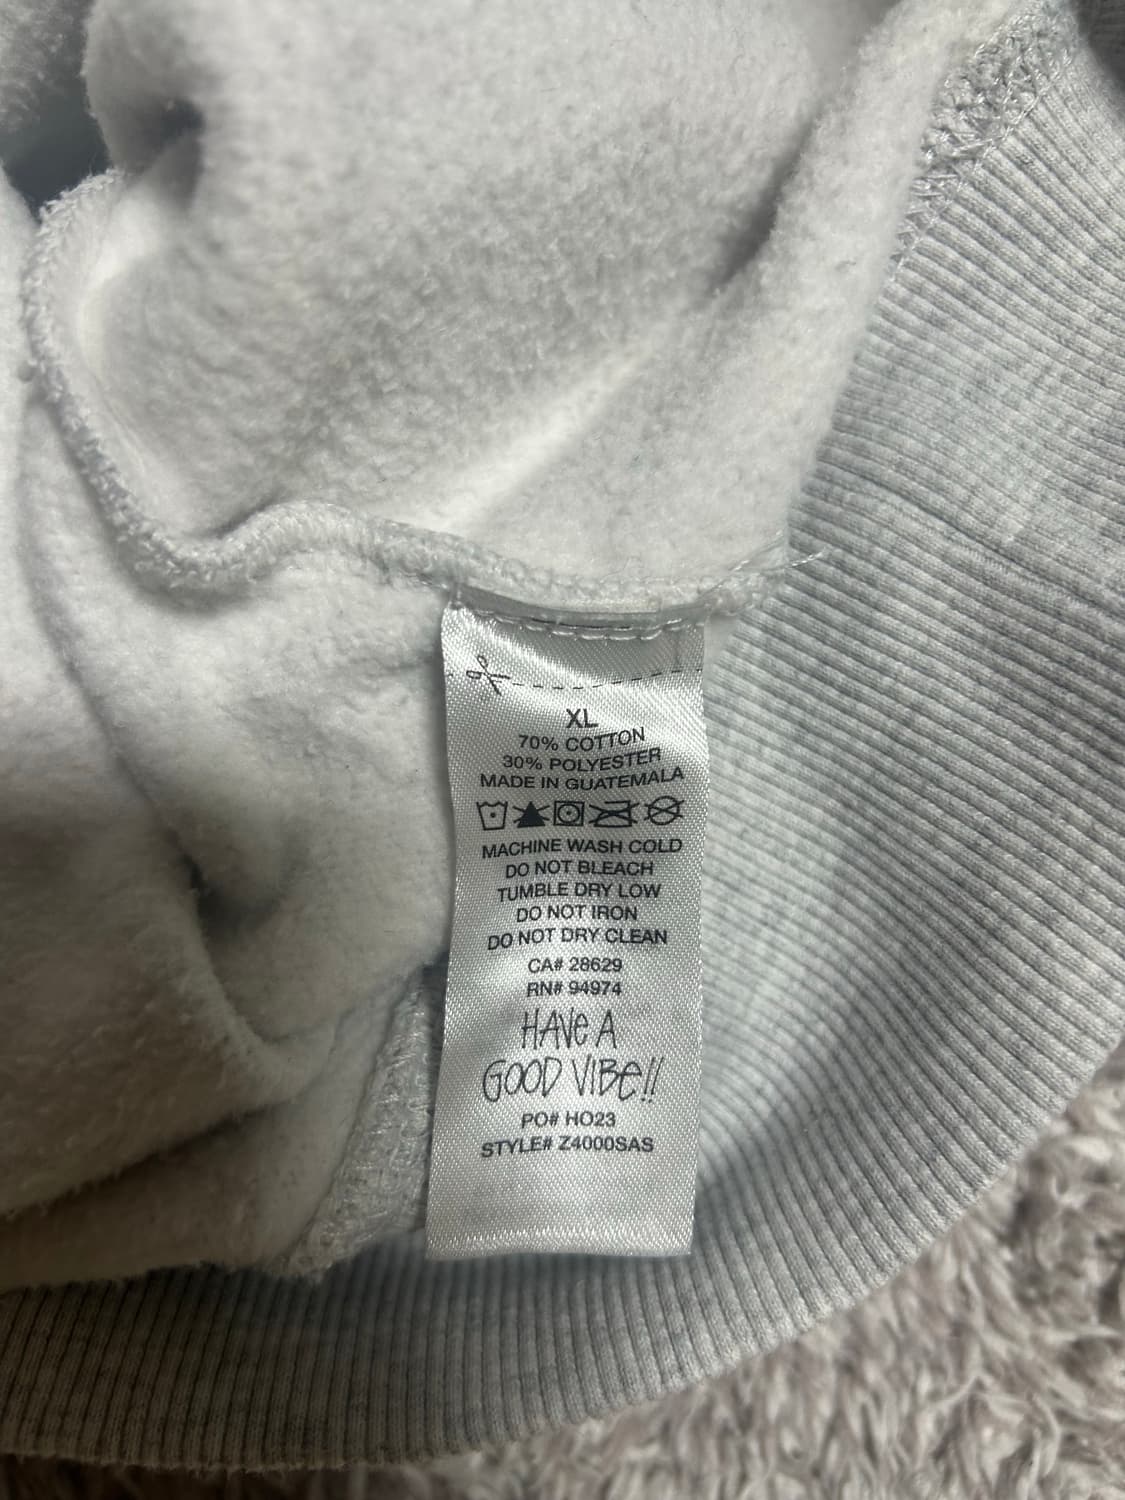 XL
70% COTTON
30% POLYESTER
MADE IN GUATEMALA
MACHINE WASH COLD
DO NOT BLEACH
TUMBLE DRY LOW
DO NOT IRON
DO NOT DRY CLEAN
CA# 28629
RN# 94974
HAVe A
GOOD VIBe!!
PO# HO23
STYLE# Z4000SAS